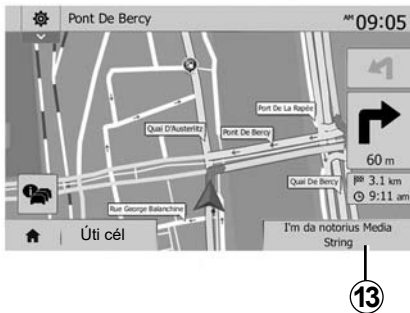 Pont De Bercy
AM 09:05
Port De La Rapée
Quai D'Austerlitz
Pont De Bercy
60 m
Quai De Bercy
3.1 km
9:11 am
Rue George Balanchine
Úti cél
I'm da notorius Media
String
13